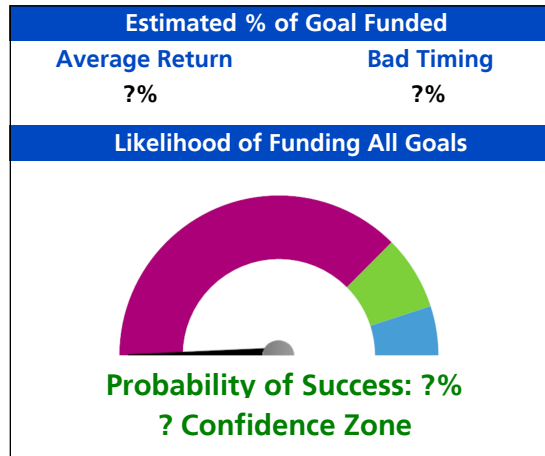 Estimated % of Goal Funded
Average Return Bad Timing
?% ?%
Likelihood of Funding All Goals
Probability of Success: ?%
? Confidence Zone